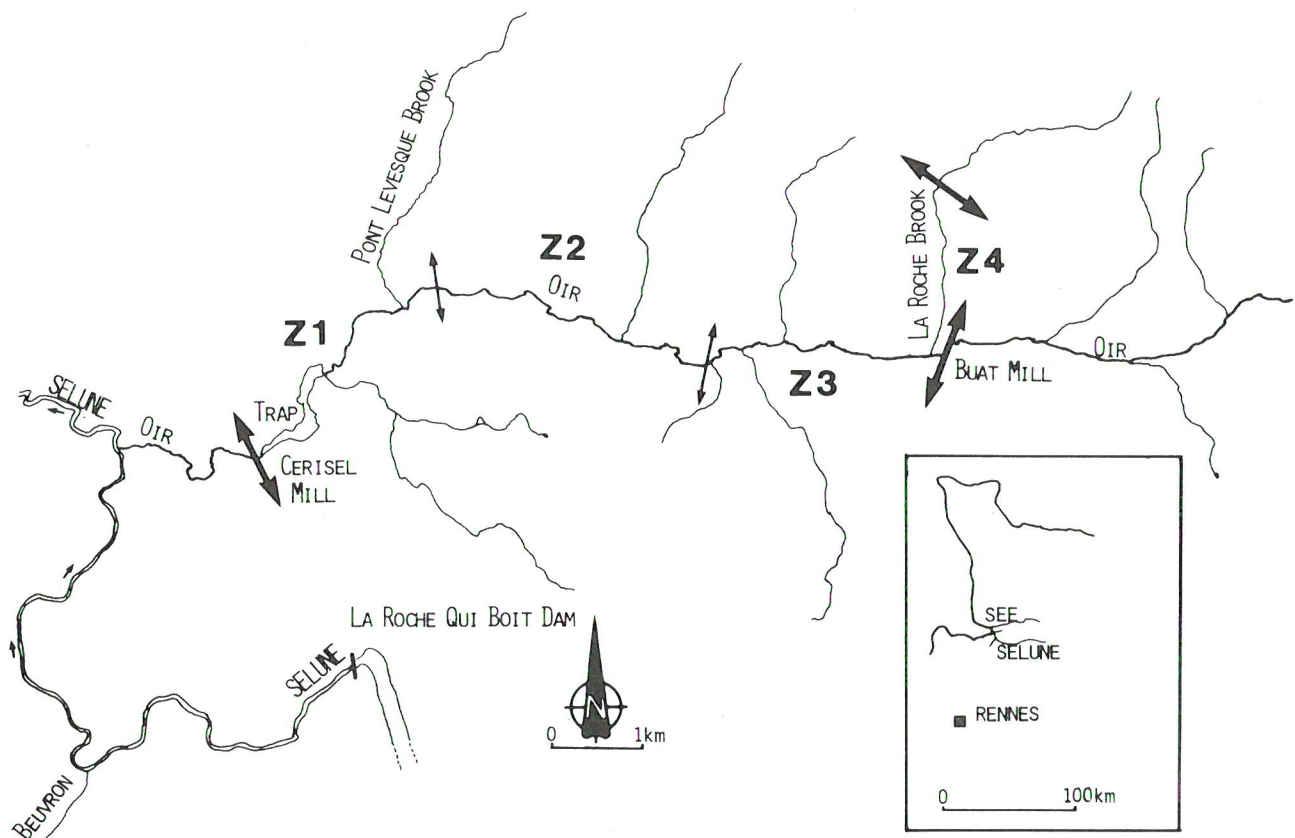 PONT LEVESQUE BROOK
Z2
OIR
LA ROCHE BROOK
Z4
Z1
OIR
BUAT MILL
Z3
SELUNE
OIR
TRAP
CERISEL
MILL
LA ROCHE QUI BOIT DAM
SELUNE
N
0 1km
BEUVRON
SEE
SELUNE
RENNES
0 100km